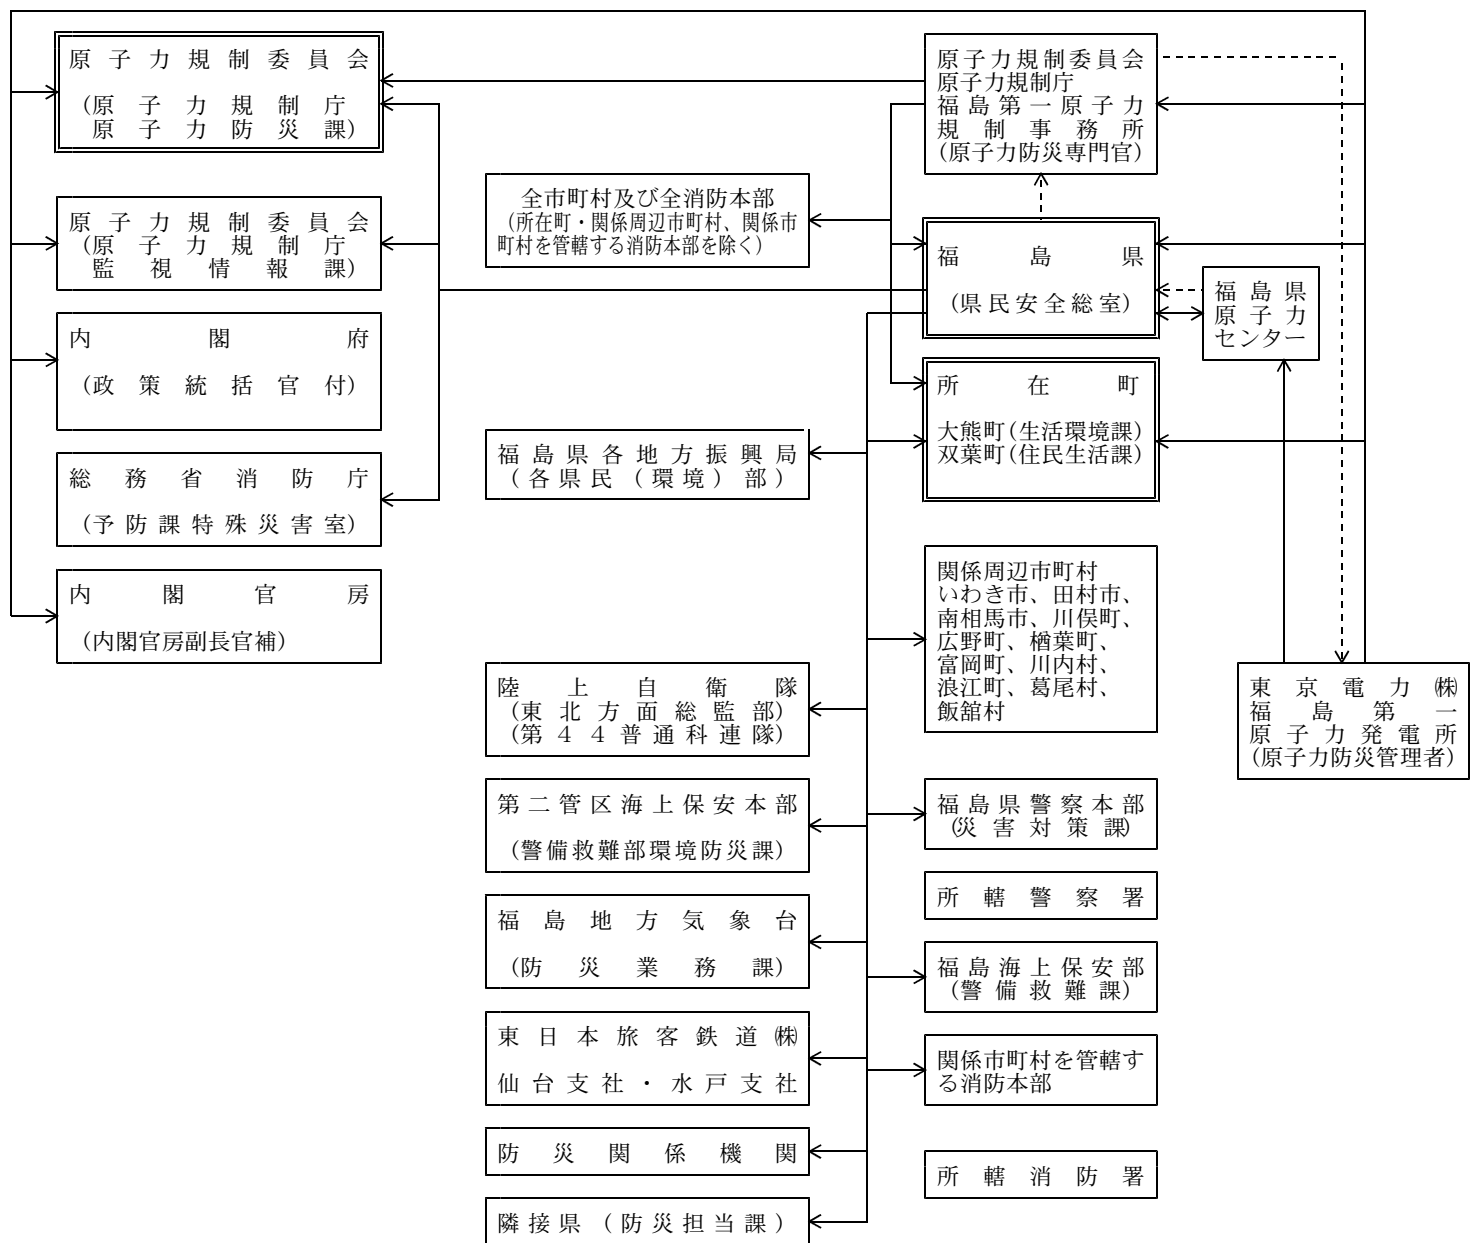 原子力規制委員会
(原子力規制庁
原子力防災課)
原子力規制委員会
(原子力規制庁
監視情報課)
内閣府
(政策統括官付)
総務省消防庁
(予防課特殊災害室)
内閣官房
(内閣官房副長官補)
全市町村及び全消防本部
(所在町・関係周辺市町村、関係市
町村を管轄する消防本部を除く)
福島県各地方振興局
(各県民(環境)部)
陸上自衛隊
(東北方面総監部)
(第44普通科連隊)
第二管区海上保安本部
(警備救難部環境防災課)
福島地方気象台
(防災業務課)
東日本旅客鉄道㈱
仙台支社・水戸支社
防災関係機関
隣接県(防災担当課)
原子力規制委員会
原子力規制庁
福島第一原子力
規制事務所
(原子力防災専門官)
福島県
(県民安全総室)
所在町
大熊町(生活環境課)
双葉町(住民生活課)
関係周辺市町村
いわき市、田村市、
南相馬市、川俣町、
広野町、楢葉町、
富岡町、川内村、
浪江町、葛尾村、
飯舘村
福島県警察本部
(災害対策課)
所轄警察署
福島海上保安部
(警備救難課)
関係市町村を管轄す
る消防本部
所轄消防署
福島県
原子力
センター
東京電力㈱
福島第一
原子力発電所
(原子力防災管理者)